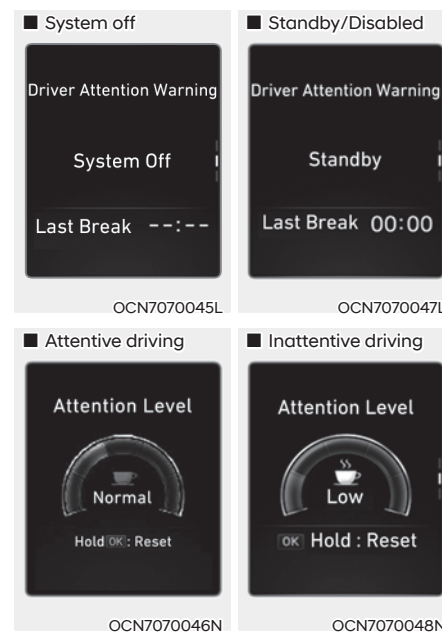 ■ System off
Driver Attention Warning
System Off
Last Break --:--
OCN7070045L
■ Standby/Disabled
Driver Attention Warning
Standby
Last Break 00:00
OCN7070047L
■ Attentive driving
Attention Level
Normal
Hold OK : Reset
OCN7070046N
■ Inattentive driving
Attention Level
Low
OK Hold : Reset
OCN7070048N